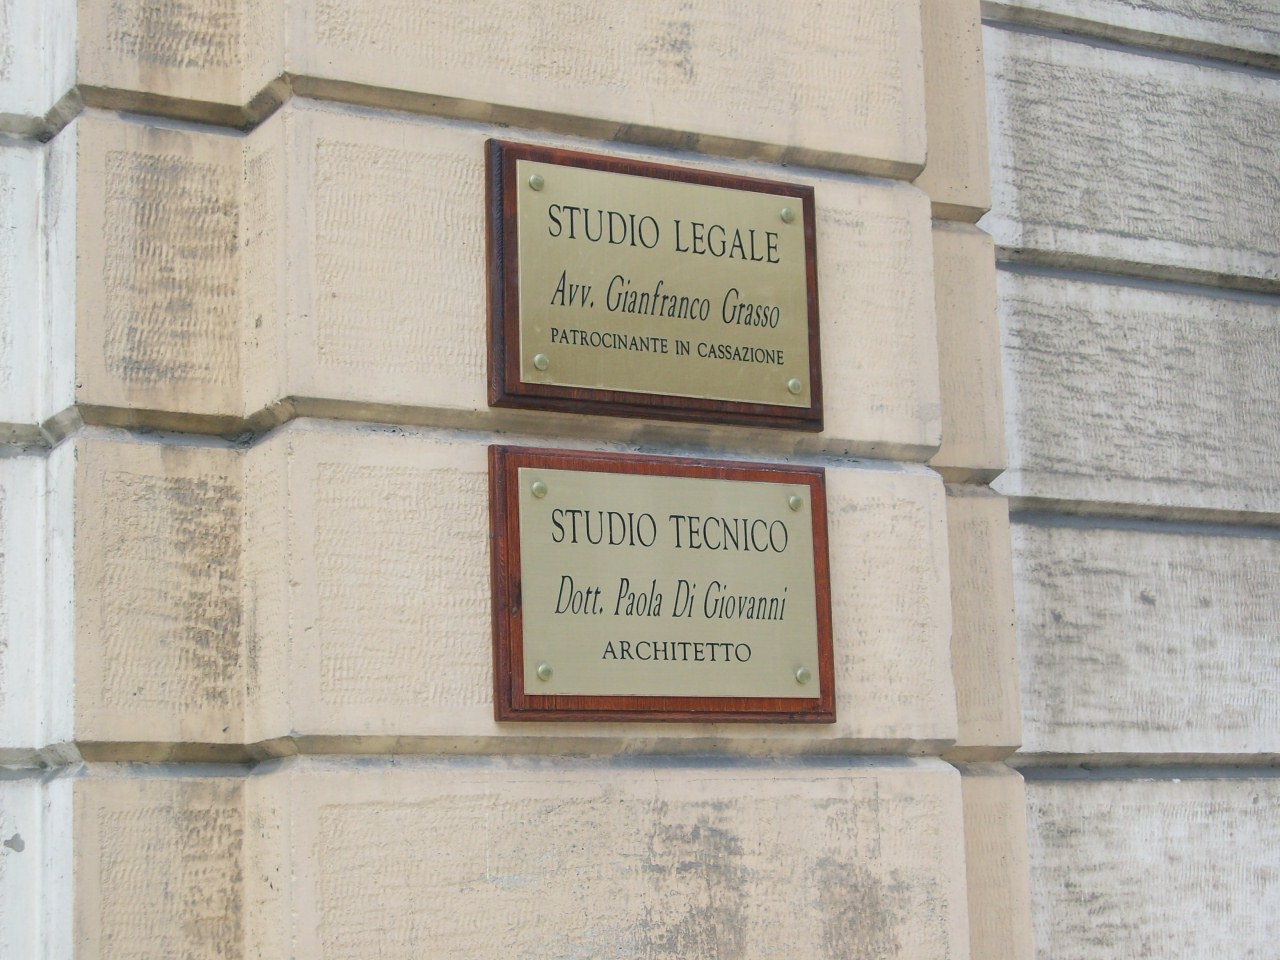 STUDIO LEGALE
Avv. Gianfranco Grasso
PATROCINANTE IN CASSAZIONE
STUDIO TECNICO
Dott. Paola Di Giovanni
ARCHITETTO